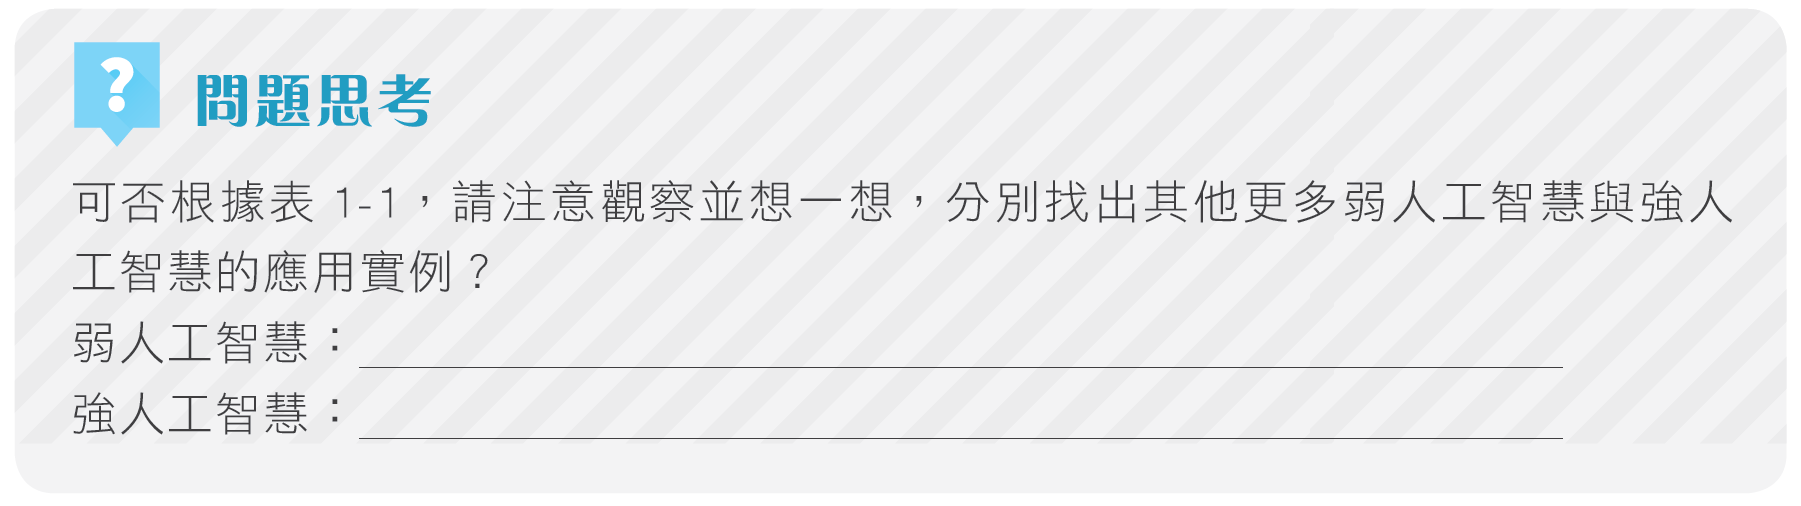 ?
問題思考
可否根據表 1-1，請注意觀察並想一想，分別找出其他更多弱人工智慧與強人
工智慧的應用實例？
弱人工智慧：
強人工智慧：